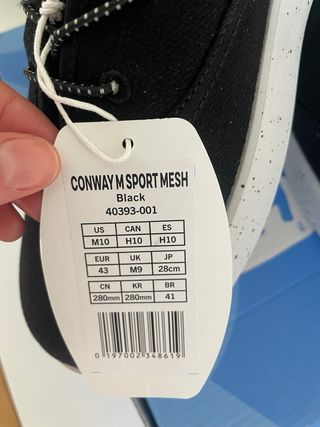 CONWAY M SPORT MESH
Black
40393-001
US CAN ES
M10 H10 H10
EUR UK JP
43 M9 28cm
CN KR BR
280mm 280mm 41
0 197002 348619